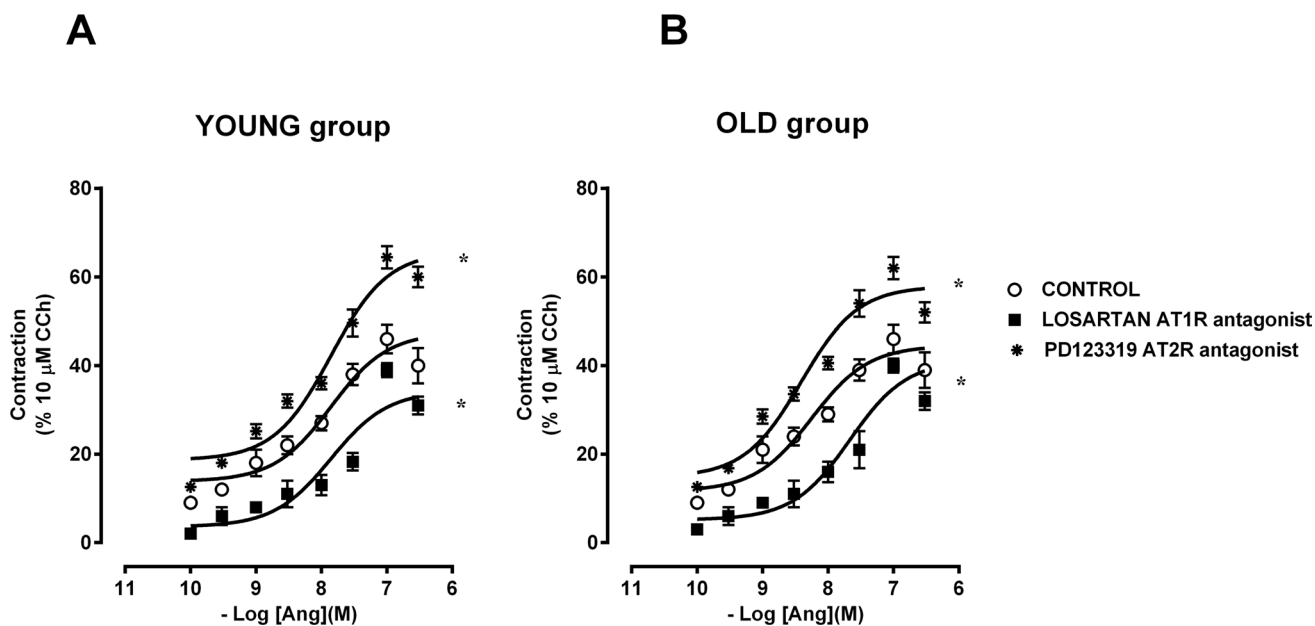 A
YOUNG group
80
60
40
20
0
Contraction
(% 10 μM CCh)
*
*
11 10 9 8 7 6
- Log [Ang](M)
B
OLD group
80
60
40
20
0
Contraction
(% 10 μM CCh)
*
*
11 10 9 8 7 6
- Log [Ang](M)
CONTROL
LOSARTAN AT1R antagonist
PD123319 AT2R antagonist